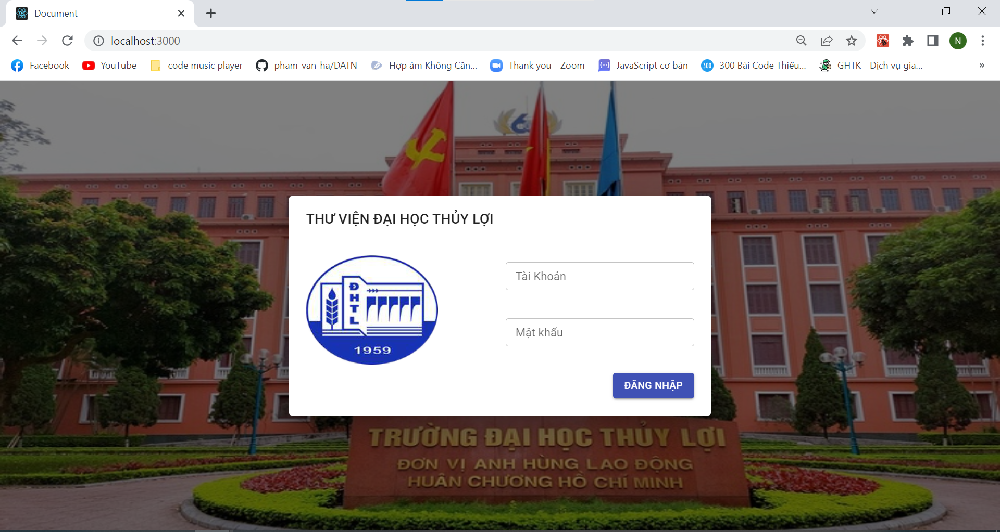 Document
localhost:3000
N
Facebook
YouTube
code music player
pham-van-ha/DATN
Hợp âm Không Cần...
Thank you - Zoom
JavaScript cơ bản
300
300 Bài Code Thiếu...
GHTK - Dịch vụ gia...
»
THƯ VIỆN ĐẠI HỌC THỦY LỢI
ĐHTL
1959
Tài Khoản
Mật khẩu
ĐĂNG NHẬP
TRƯỜNG ĐẠI HỌC THỦY LỢI
ĐƠN VỊ ANH HÙNG LAO ĐỘNG
HUÂN CHƯƠNG HỒ CHÍ MINH